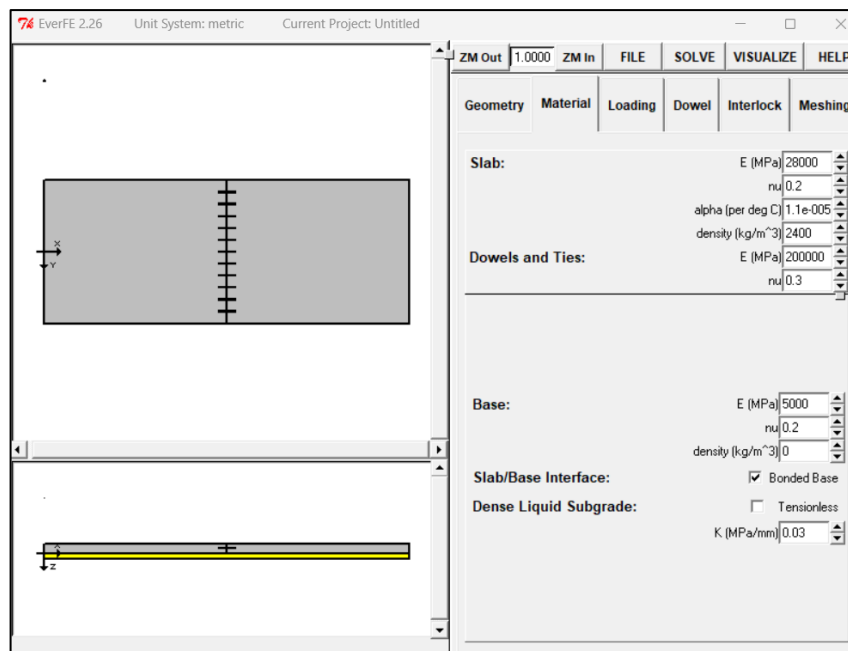 7% EverFE 2.26 Unit System: metric Current Project: Untitled
ZM Out 1.0000 ZM In FILE SOLVE VISUALIZE HELP
Geometry Material Loading Dowel Interlock Meshing
Slab: E (MPa) 28000
nu 0.2
alpha (per deg C) 1.1e-005
density (kg/m^3) 2400
Dowels and Ties: E (MPa) 200000
nu 0.3
Base: E (MPa) 5000
nu 0.2
density (kg/m^3) 0
Slab/Base Interface: Bonded Base
Dense Liquid Subgrade: Tensionless
K (MPa/mm) 0.03
X
Y
X
Z